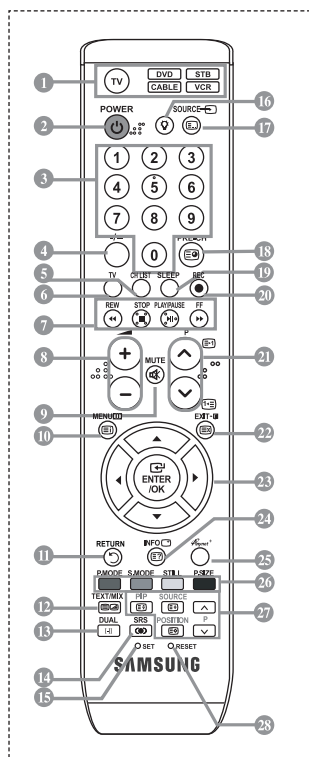 1 TV DVD STB
CABLE VCR
POWER SOURCE
2 16 17
3 1 2 3
4 5 6
7 8 9
4 -/-- 0 PRE-CH 18
5 TV CH LIST SLEEP REC 19
6 20
REW STOP PLAY/PAUSE FF
7
8 + P 21
MUTE
9 −
10 MENU EXIT 22
ENTER
/OK 23
24
RETURN INFO
11 25
P.MODE S.MODE STILL P.SIZE 26
TEXT/MIX PIP SOURCE
12 27
DUAL POSITION P
13 I-II SRS
14 SET RESET
15 SAMSUNG 28